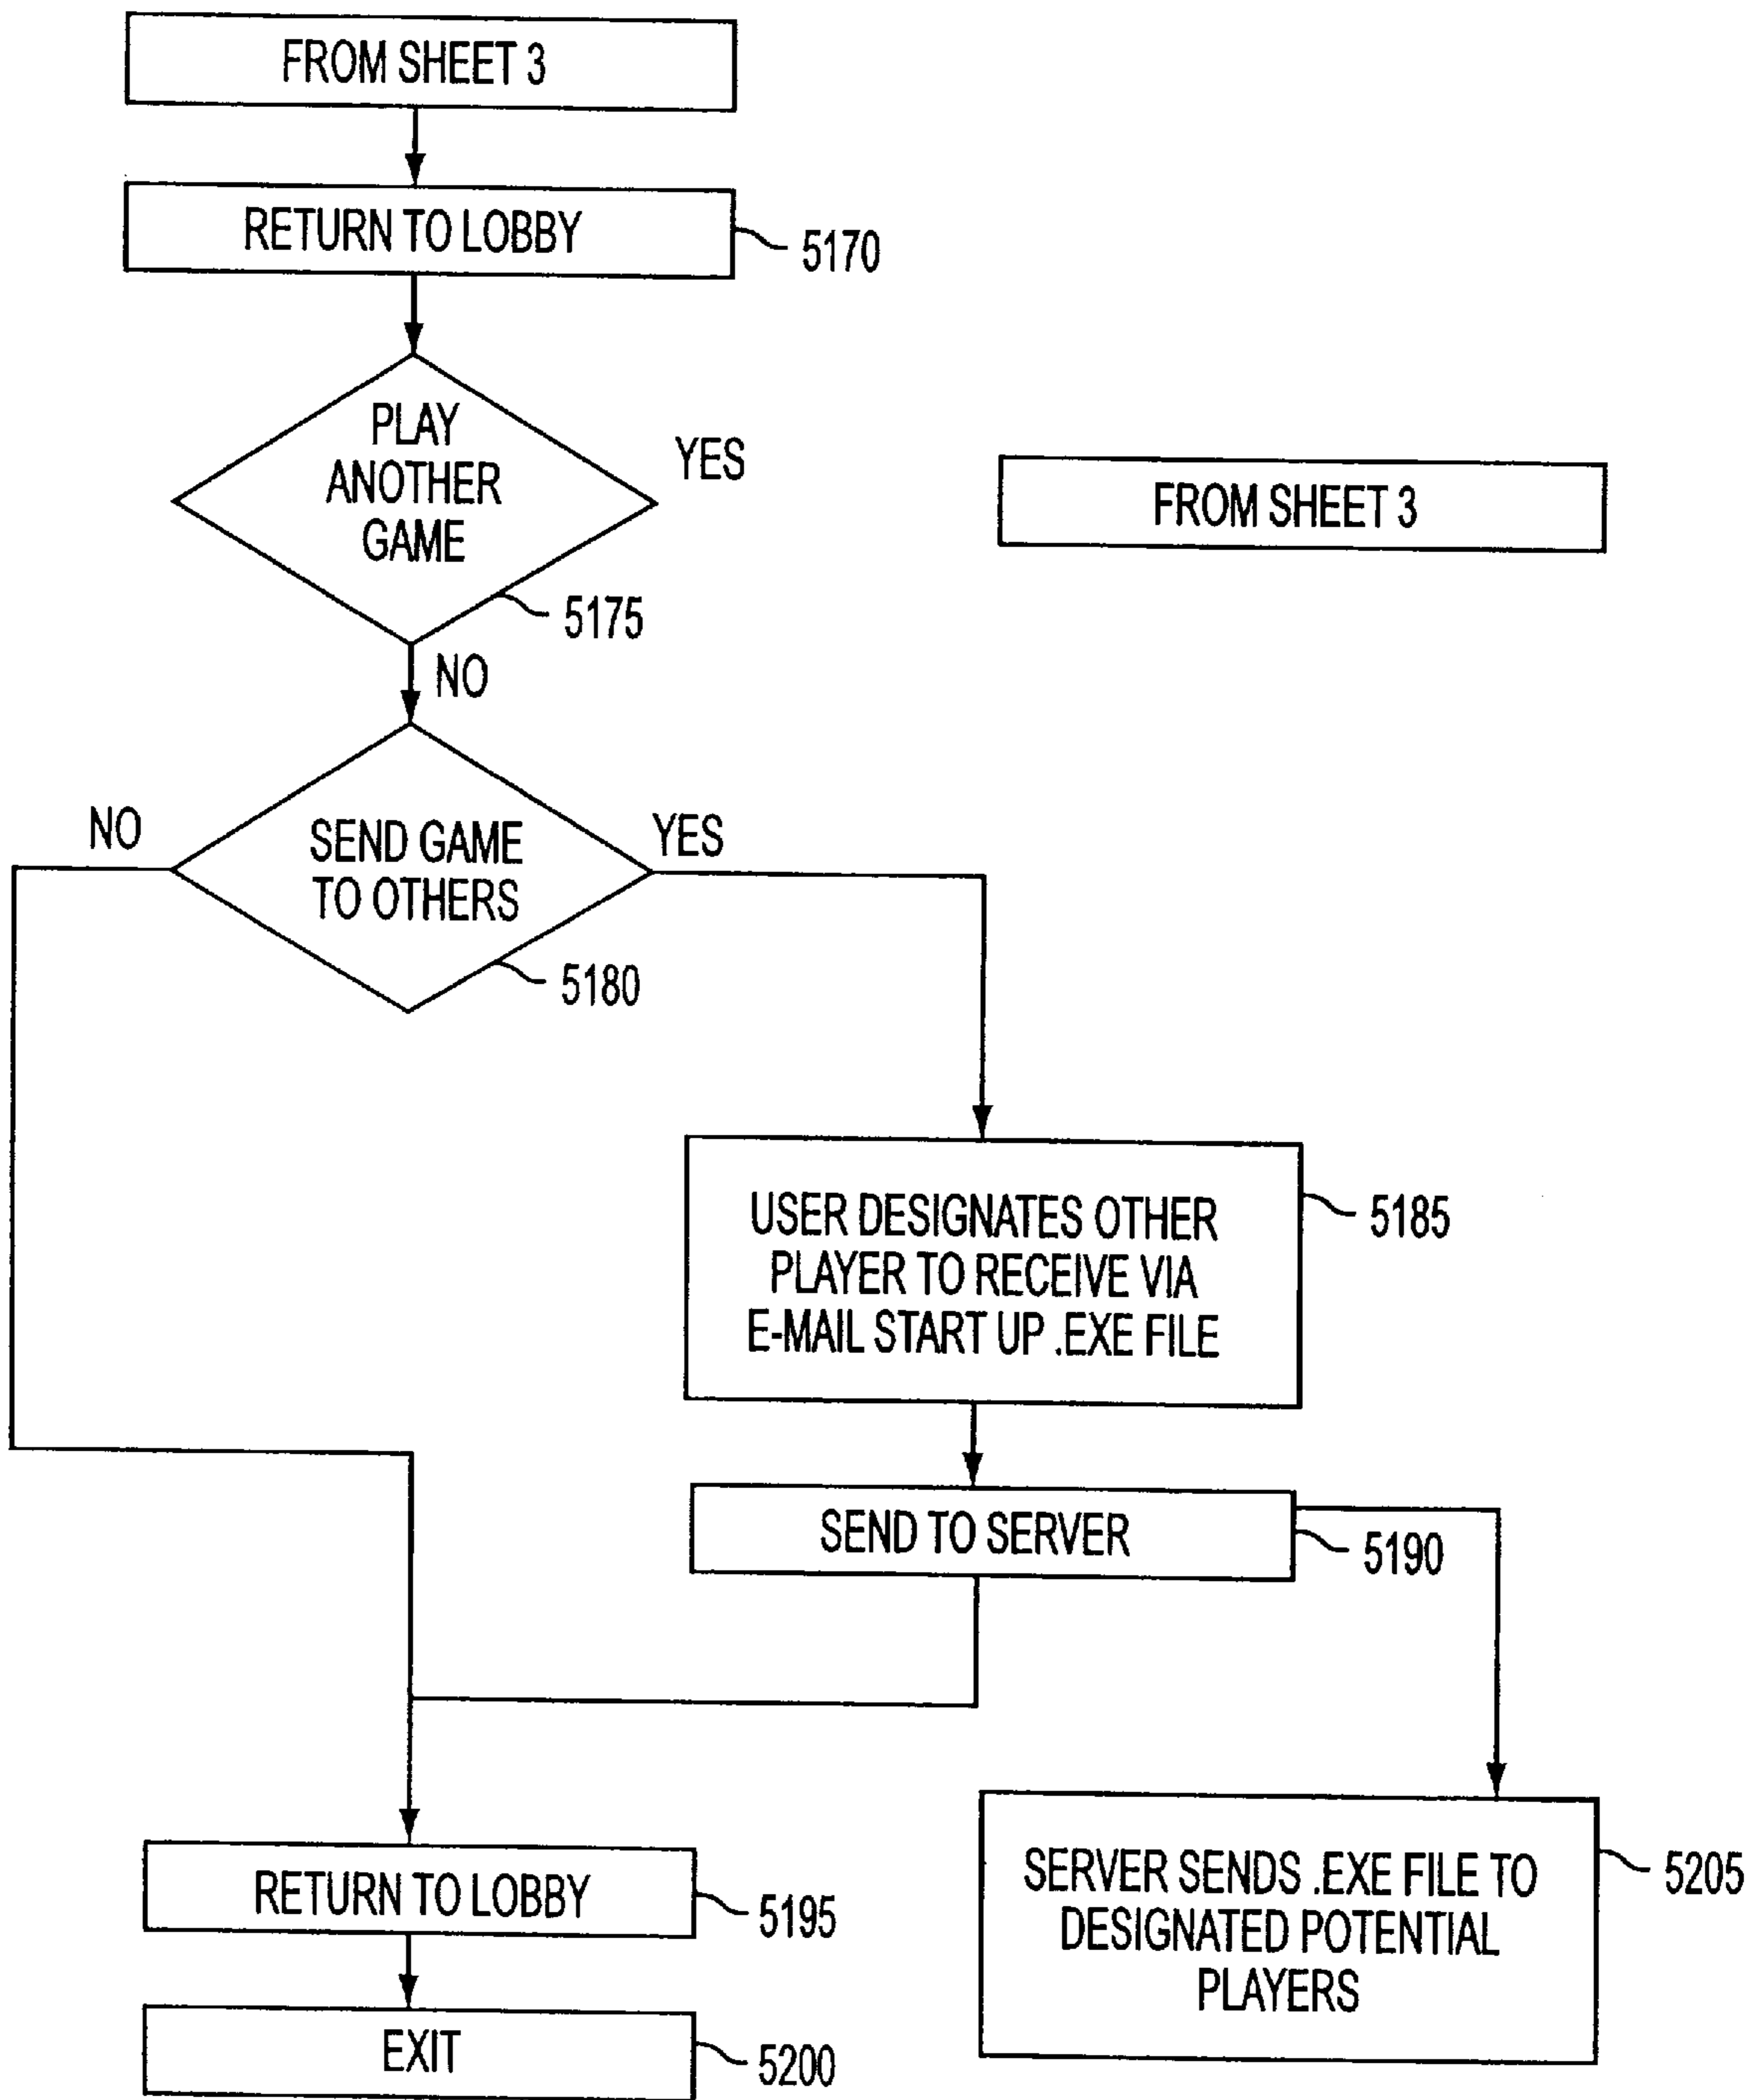 FROM SHEET 3
RETURN TO LOBBY
5170
PLAY
ANOTHER
GAME
YES
5175
FROM SHEET 3
NO
SEND GAME
TO OTHERS
NO
YES
5180
USER DESIGNATES OTHER
PLAYER TO RECEIVE VIA
E-MAIL START UP .EXE FILE
5185
SEND TO SERVER
5190
RETURN TO LOBBY
5195
SERVER SENDS .EXE FILE TO
DESIGNATED POTENTIAL
PLAYERS
5205
EXIT
5200